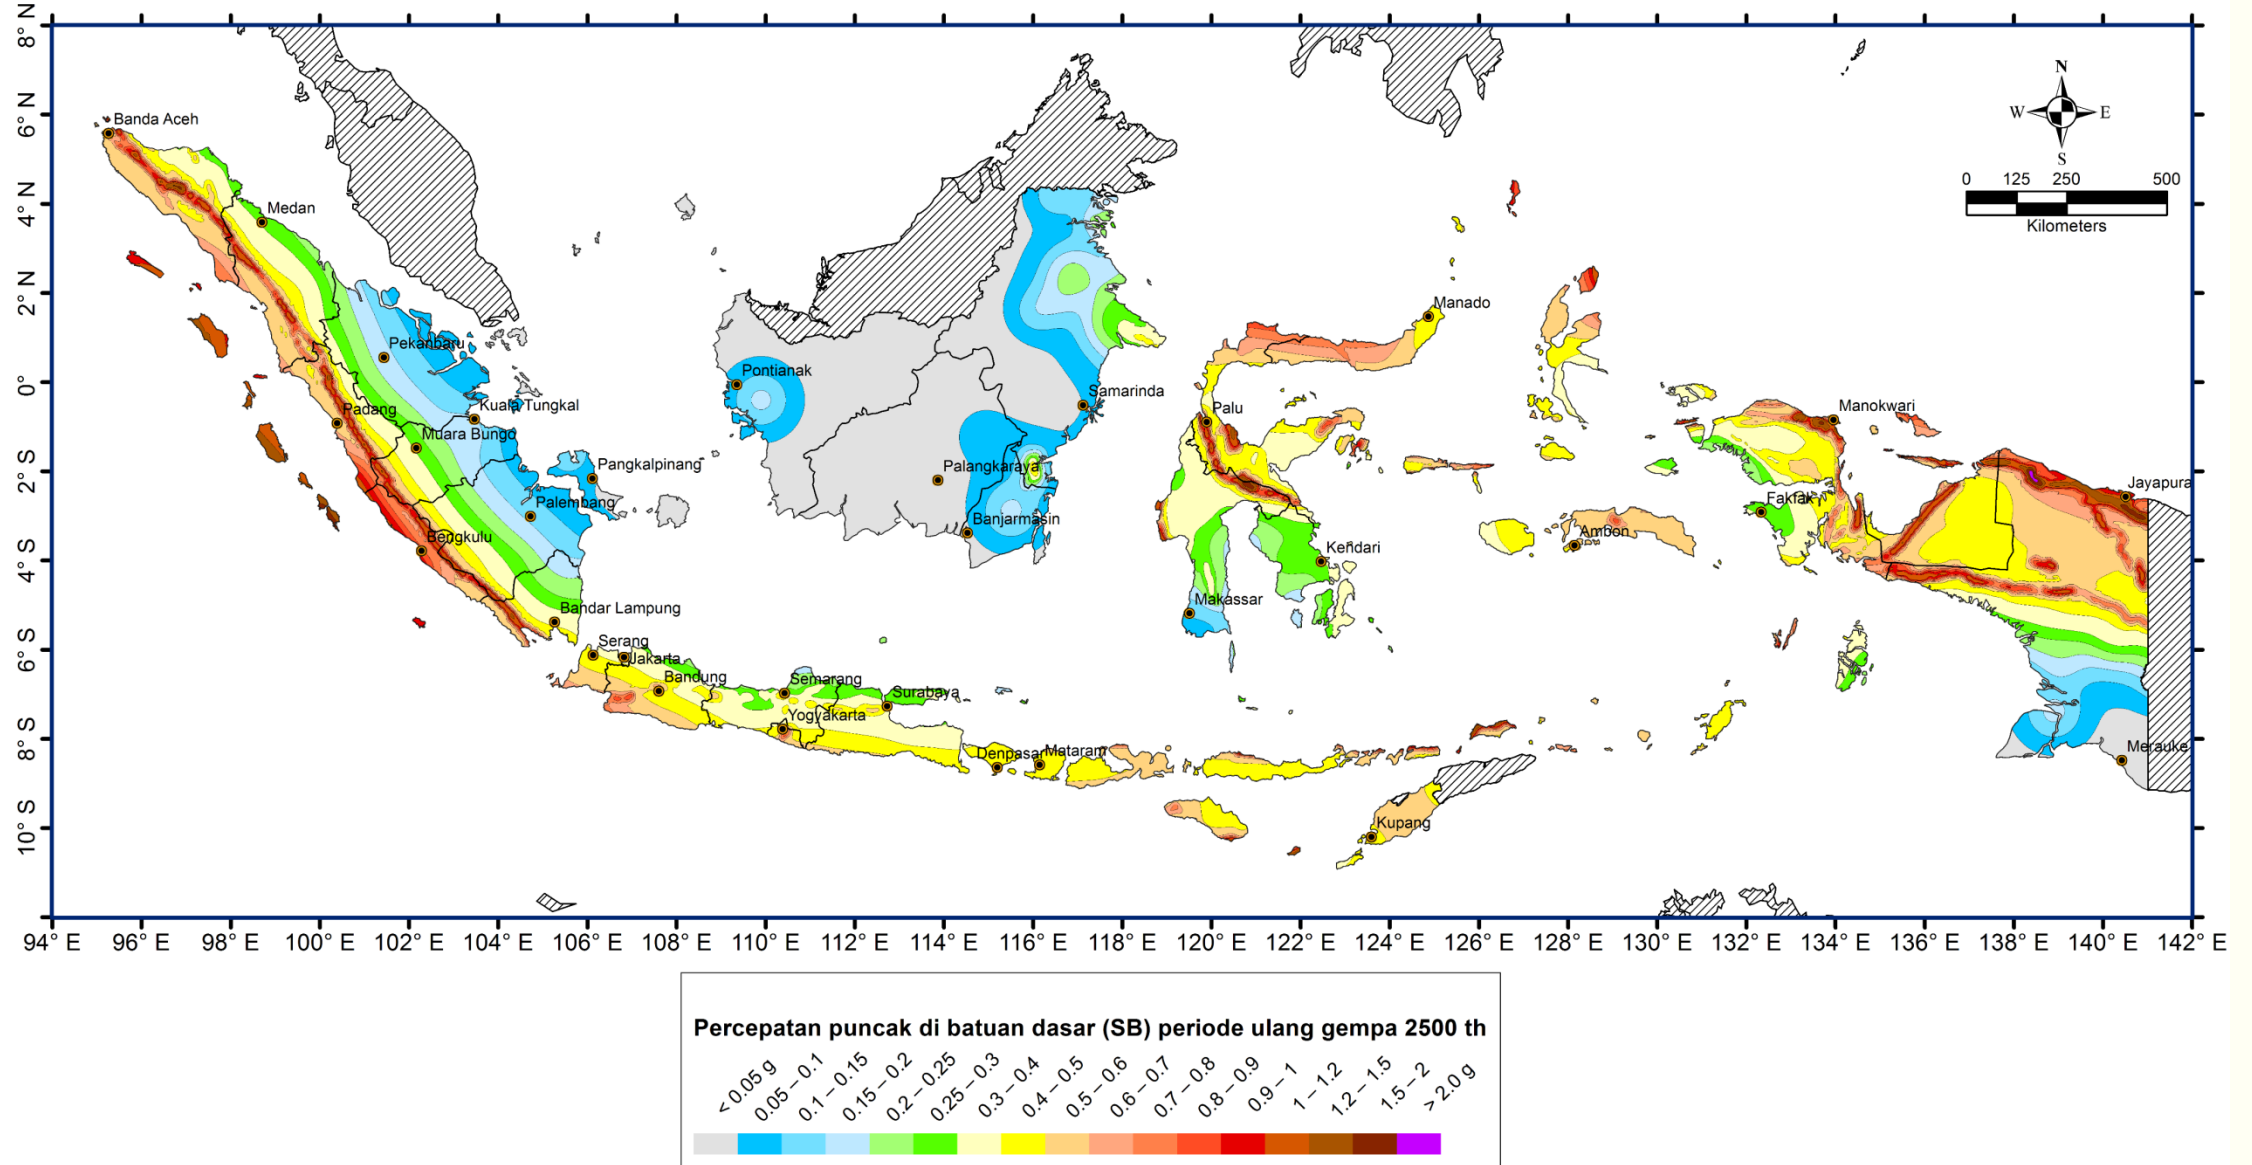 8° N
6° N
4° N
2° N
0°
2°S
4° S
6° S
8° S
10° S
N
W
E
S
0 125 250 500
Kilometers
Banda Aceh
Medan
Pekanbaru
Kuala Tungkal
Padang
Muara Bungo
Pangkalpinang
Palembang
Bengkulu
Bandar Lampung
Serang
Jakarta
Bandung
Semarang
Surabaya
Yogyakarta
Denpasar
Mataram
Kupang
Pontianak
Samarinda
Palangkaraya
Banjarmasin
Manado
Palu
Kendari
Makassar
Ambon
Fakfak
Manokwari
Jayapura
Merauke
94° E 96° E 98° E 100° E 102° E 104° E 106° E 108° E 110° E 112° E 114° E 116° E 118° E 120° E 122° E 124° E 126° E 128° E 130° E 132° E 134° E 136° E 138° E 140° E 142° E
Percepatan puncak di batuan dasar (SB) periode ulang gempa 2500 th
< 0.05 g
0.05 – 0.1
0.1 – 0.15
0.15 – 0.2
0.2 – 0.25
0.25 – 0.3
0.3 – 0.4
0.4 – 0.5
0.5 – 0.6
0.6 – 0.7
0.7 – 0.8
0.8 – 0.9
0.9 – 1
1 – 1.2
1.2 – 1.5
1.5 – 2
> 2.0 g